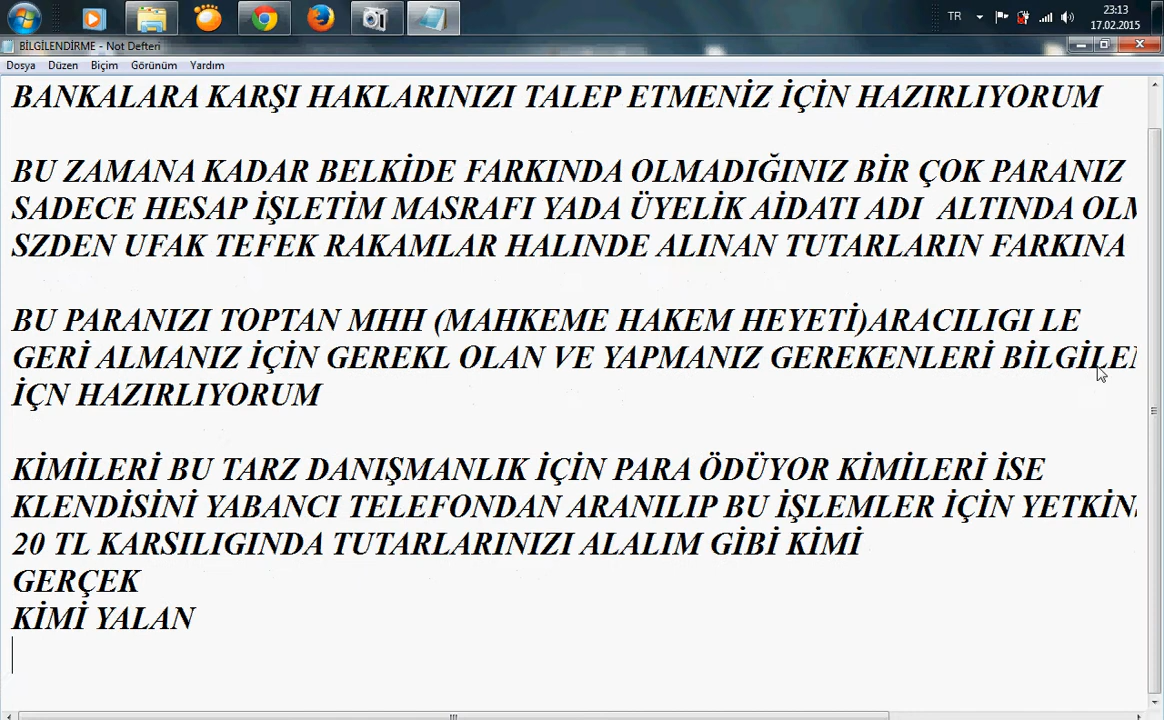 TR
23:13
17.02.2015
BİLGİLENDİRME - Not Defteri
Dosya Düzen Biçim Görünüm Yardım
BANKALARA KARŞI HAKLARINIZI TALEP ETMENİZ İÇİN HAZIRLIYORUM
BU ZAMANA KADAR BELKİDE FARKINDA OLMADIĞINIZ BİR ÇOK PARANIZ
SADECE HESAP İŞLETİM MASRAFI YADA ÜYELİK AİDATI ADI ALTINDA
SZDEN UFAK TEFEK RAKAMLAR HALINDE ALINAN TUTARLARIN FARKINA
BU PARANIZI TOPTAN MHH (MAHKEME HAKEM HEYETİ)ARACILIGI LE
GERİ ALMANIZ İÇİN GEREKL OLAN VE YAPMANIZ GEREKENLERİ
İÇN HAZIRLIYORUM
KİMİLERİ BU TARZ DANIŞMANLIK İÇİN PARA ÖDÜYOR KİMİLERİ İSE
KLENDİSİNİ YABANCI TELEFONDAN ARANILIP BU İŞLEMLER İÇİN
20 TL KARSILIGINDA TUTARLARINIZI ALALIM GİBİ KİMİ
GERÇEK
KİMİ YALAN